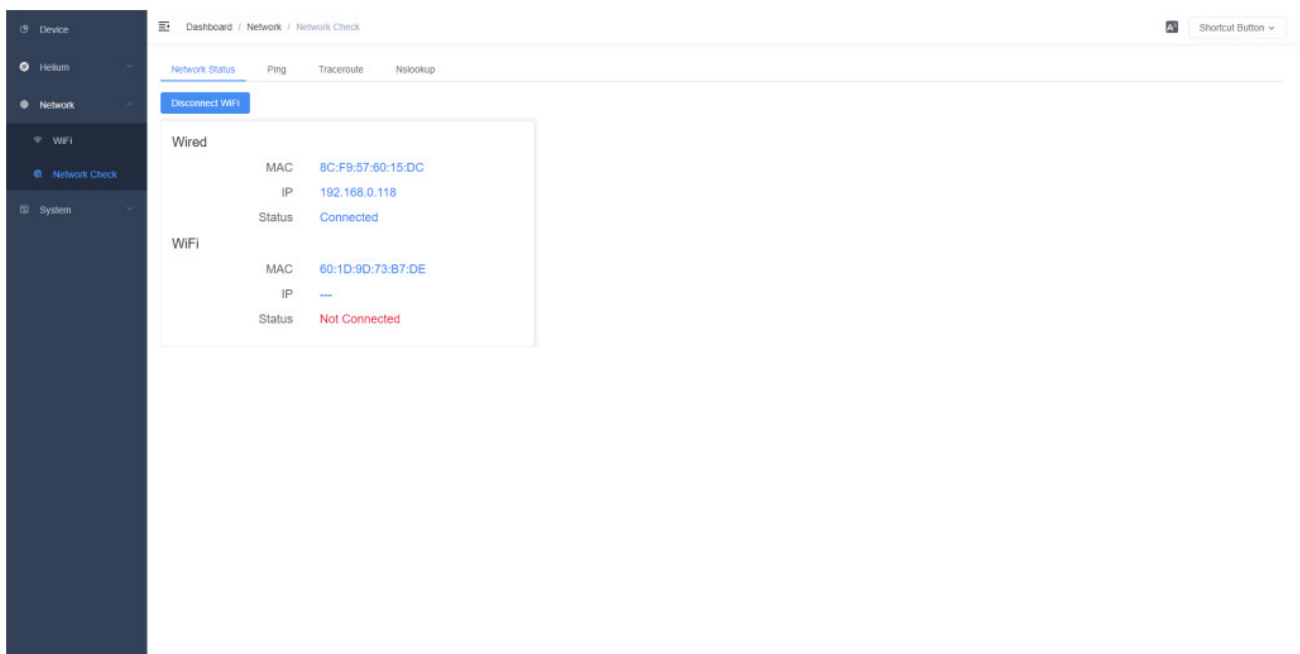 Device
Helium
Network
WiFi
Network Check
System
Dashboard / Network / Network Check
Shortcut Button
Network Status Ping Traceroute Nslookup
Disconnect WiFi
Wired
MAC 8C:F9:57:60:15:DC
IP 192.168.0.118
Status Connected
WiFi
MAC 60:1D:9D:73:B7:DE
IP ---
Status Not Connected